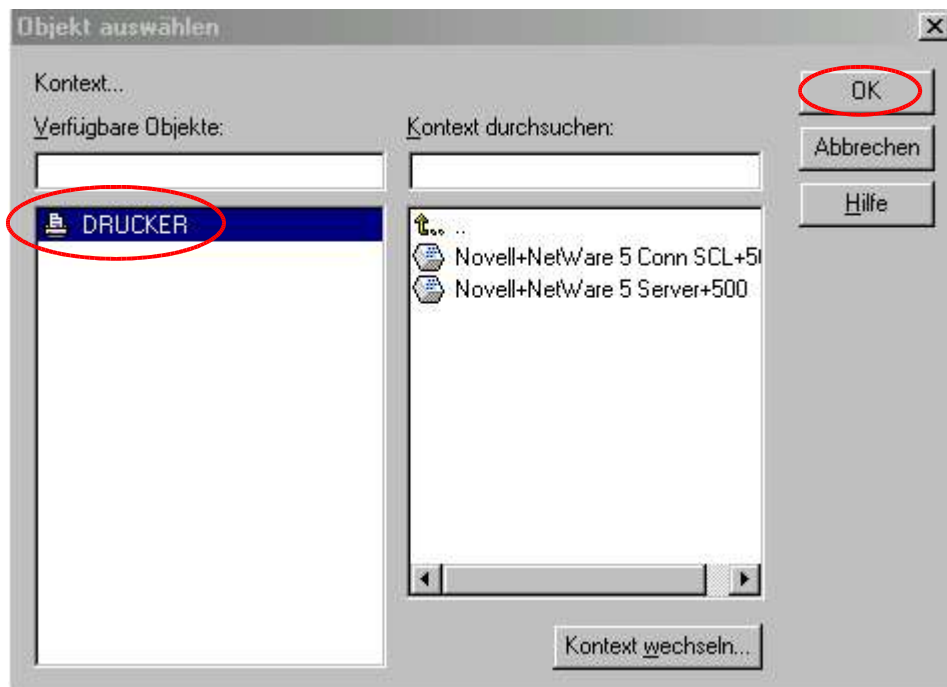 Objekt auswählen
Kontext...
Verfügbare Objekte:
Kontext durchsuchen:
OK
Abbrechen
Hilfe
DRUCKER
..
Novell+NetWare 5 Conn SCL+50
Novell+NetWare 5 Server+500
Kontext wechseln...